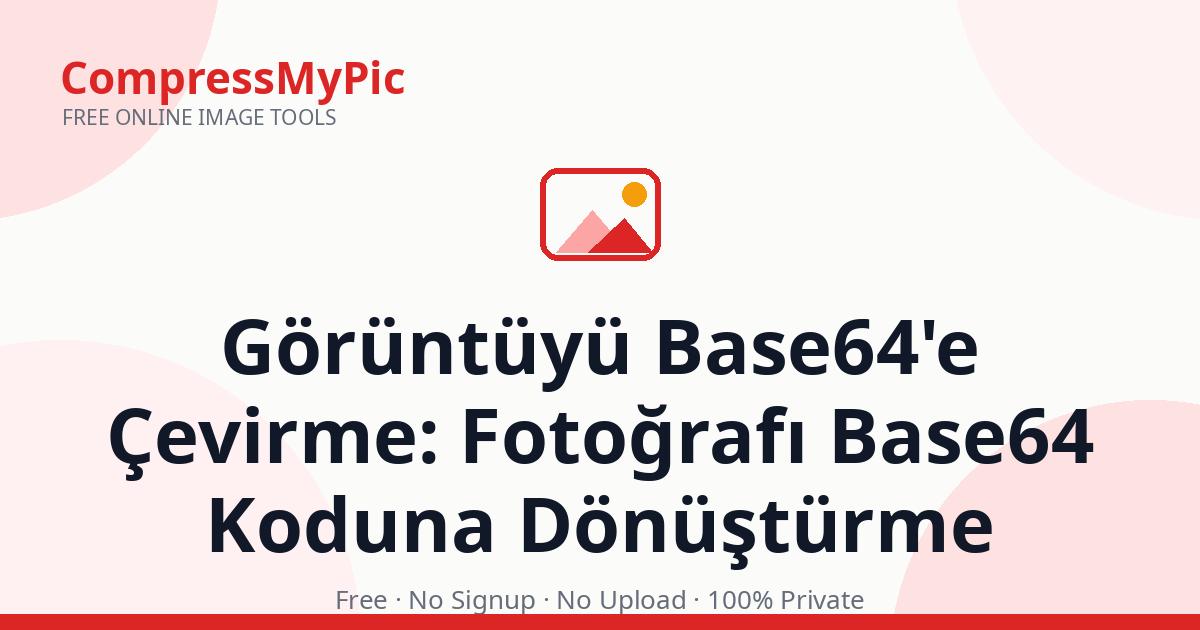 CompressMyPic
FREE ONLINE IMAGE TOOLS
Görüntüyü Base64'e
Çevirme: Fotoğrafı Base64
Koduna Dönüştürme
Free · No Signup · No Upload · 100% Private